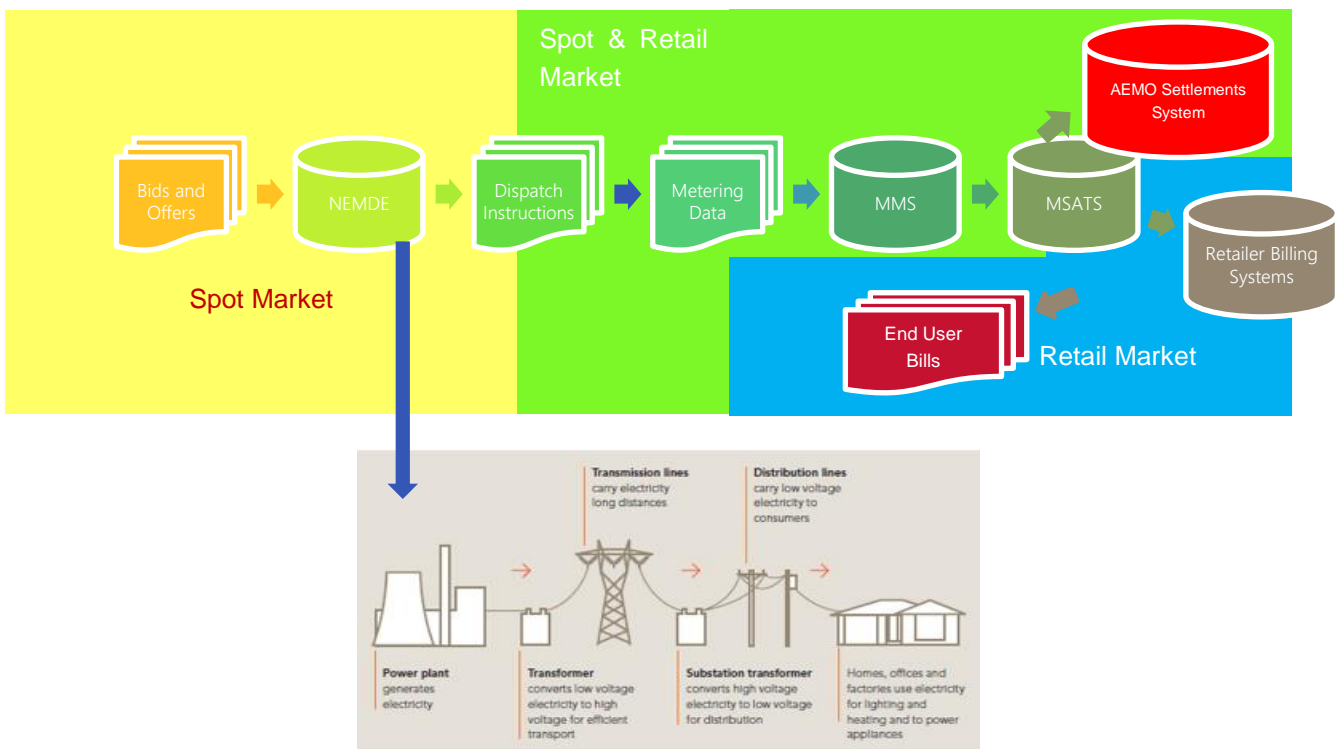 Spot & Retail
Market
AEMO Settlements
System
Bids and
Offers
NEMDE
Dispatch
Instructions
Metering
Data
MMS
MSATS
Retailer Billing
Systems
Spot Market
End User
Bills
Retail Market
Transmission lines
carry electricity
long distances
Distribution lines
carry low voltage
electricity to
consumers
Power plant
generates
electricity
Transformer
converts low voltage
electricity to high
voltage for efficient
transport
Substation transformer
converts high voltage
electricity to low voltage
for distribution
Homes, offices and
factories use electricity
for lighting and
heating and to power
appliances